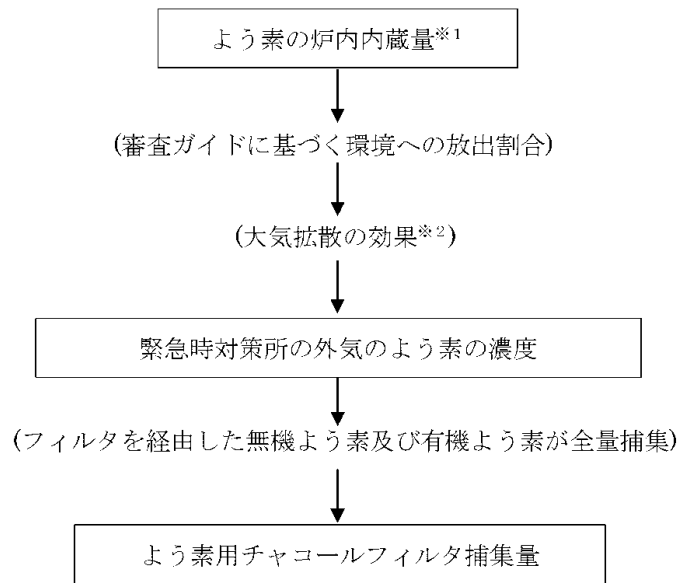 よう素の炉内内蔵量※1
(審査ガイドに基づく環境への放出割合)
(大気拡散の効果※2)
緊急時対策所の外気のよう素の濃度
(フィルタを経由した無機よう素及び有機よう素が全量捕集)
よう素用チャコールフィルタ捕集量